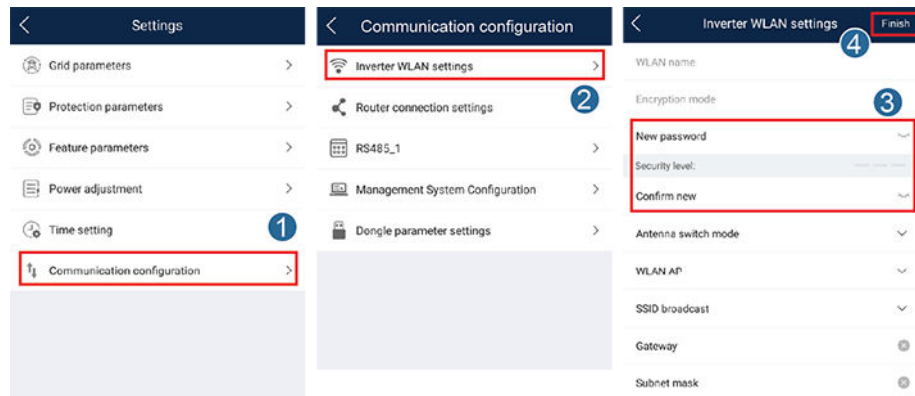 Settings
Grid parameters
Protection parameters
Feature parameters
Power adjustment
Time setting
1
Communication configuration
Communication configuration
Inverter WLAN settings
2
Router connection settings
RS485_1
Management System Configuration
Dongle parameter settings
Inverter WLAN settings
Finish
4
WLAN name
Encryption mode
3
New password
Security level:
Confirm new
Antenna switch mode
WLAN AP
SSID broadcast
Gateway
Subnet mask